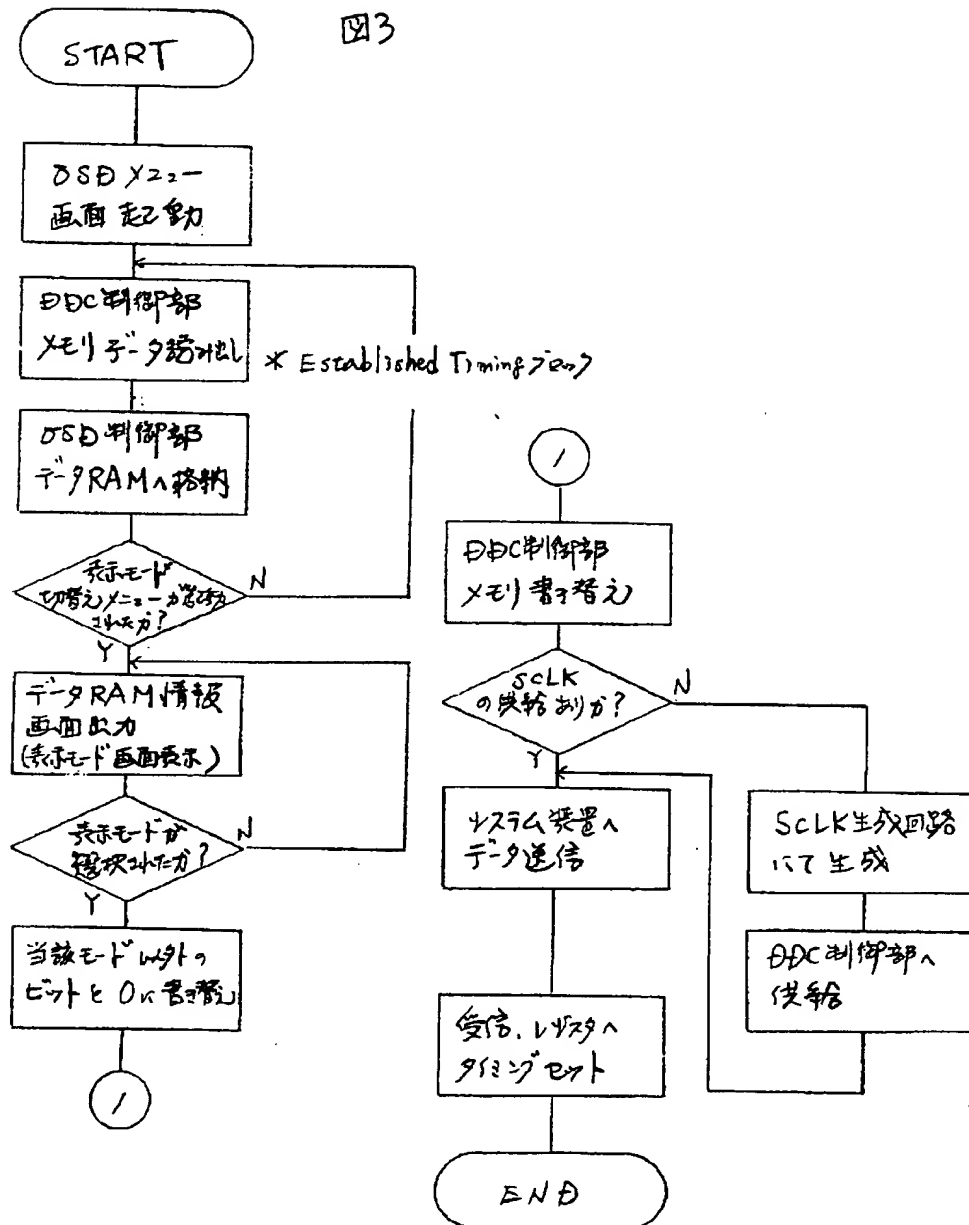 図3
START
OSDメニュー
画面起動
DDC制御部
メモリデータ読み出し
* Established Timingブロック
OSD制御部
データRAMへ格納
表示モード
切替えメニューが起動
されたか?
N
Y
データRAM情報
画面出力
(表示モード画面表示)
表示モードが
選択されたか?
N
Y
当該モード以外の
ビットを0に書き替え
1
1
DDC制御部
メモリ書き替え
SCLK
の供給ありか?
N
Y
システム装置へ
データ送信
受信、レジスタへ
タイミングセット
END
SCLK生成回路
にて生成
DDC制御部へ
供給